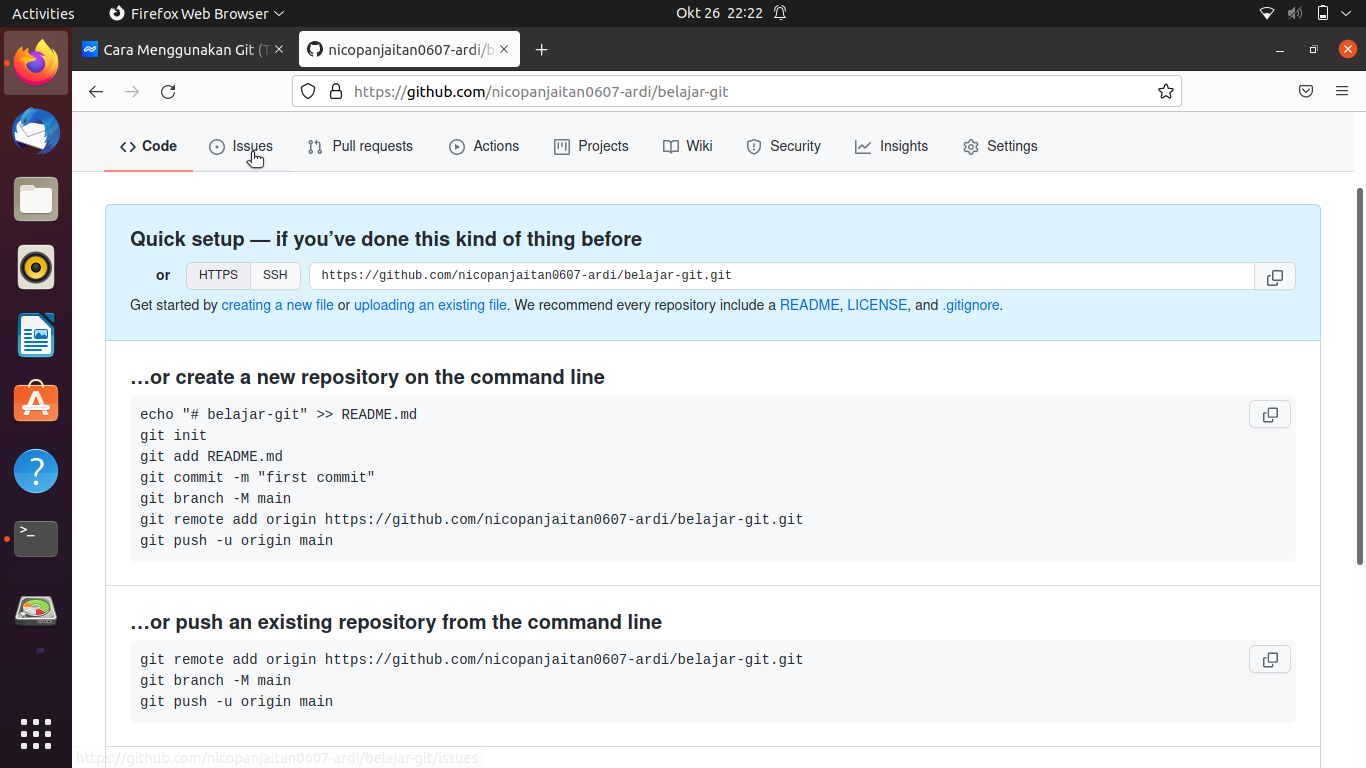 Activities
Firefox Web Browser
Okt 26 22:22
Cara Menggunakan Git (T
nicopanjaitan0607-ardi/b
https://github.com/nicopanjaitan0607-ardi/belajar-git
Code
Issues
Pull requests
Actions
Projects
Wiki
Security
Insights
Settings
Quick setup — if you've done this kind of thing before
or
HTTPS
SSH
https://github.com/nicopanjaitan0607-ardi/belajar-git.git
Get started by creating a new file or uploading an existing file. We recommend every repository include a README, LICENSE, and .gitignore.
…or create a new repository on the command line
echo "# belajar-git" >> README.md
git init
git add README.md
git commit -m "first commit"
git branch -M main
git remote add origin https://github.com/nicopanjaitan0607-ardi/belajar-git.git
git push -u origin main
…or push an existing repository from the command line
git remote add origin https://github.com/nicopanjaitan0607-ardi/belajar-git.git
git branch -M main
git push -u origin main
https://github.com/nicopanjaitan0607-ardi/belajar-git/issues